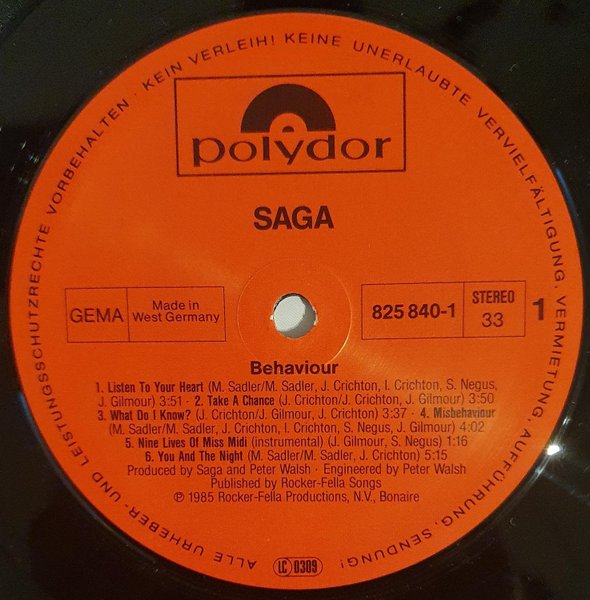 ALLE URHEBER- UND LEISTUNGSSCHUTZRECHTE VORBEHALTEN · KEIN VERLEIH! KEINE UNERLAUBTE VERVIELFÄLTIGUNG, VERMIETUNG, AUFFÜHRUNG, SENDUNG!
polydor
SAGA
GEMA
Made in
West Germany
825 840-1
STEREO
33
1
Behaviour
1. Listen To Your Heart (M. Sadler/M. Sadler, J. Crichton, I. Crichton, S. Negus,
J. Gilmour) 3:51 · 2. Take A Chance (J. Crichton/J. Crichton, J. Gilmour) 3:50
3. What Do I Know? (J. Crichton/J. Gilmour, J. Crichton) 3:37 · 4. Misbehaviour
(M. Sadler/M. Sadler, J. Crichton, I. Crichton, S. Negus, J. Gilmour) 4:02
5. Nine Lives Of Miss Midi (instrumental) (J. Gilmour, S. Negus) 1:16
6. You And The Night (M. Sadler/M. Sadler, J. Crichton) 5:15
Produced by Saga and Peter Walsh · Engineered by Peter Walsh
Published by Rocker-Fella Songs
℗ 1985 Rocker-Fella Productions, N.V., Bonaire
LC 0309